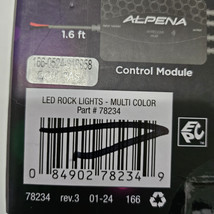 ALPENA
1.6 ft
Control Module
LED ROCK LIGHTS - MULTI COLOR
Part # 78234
0 84902 78234 9
78234 rev.3 01-24 166